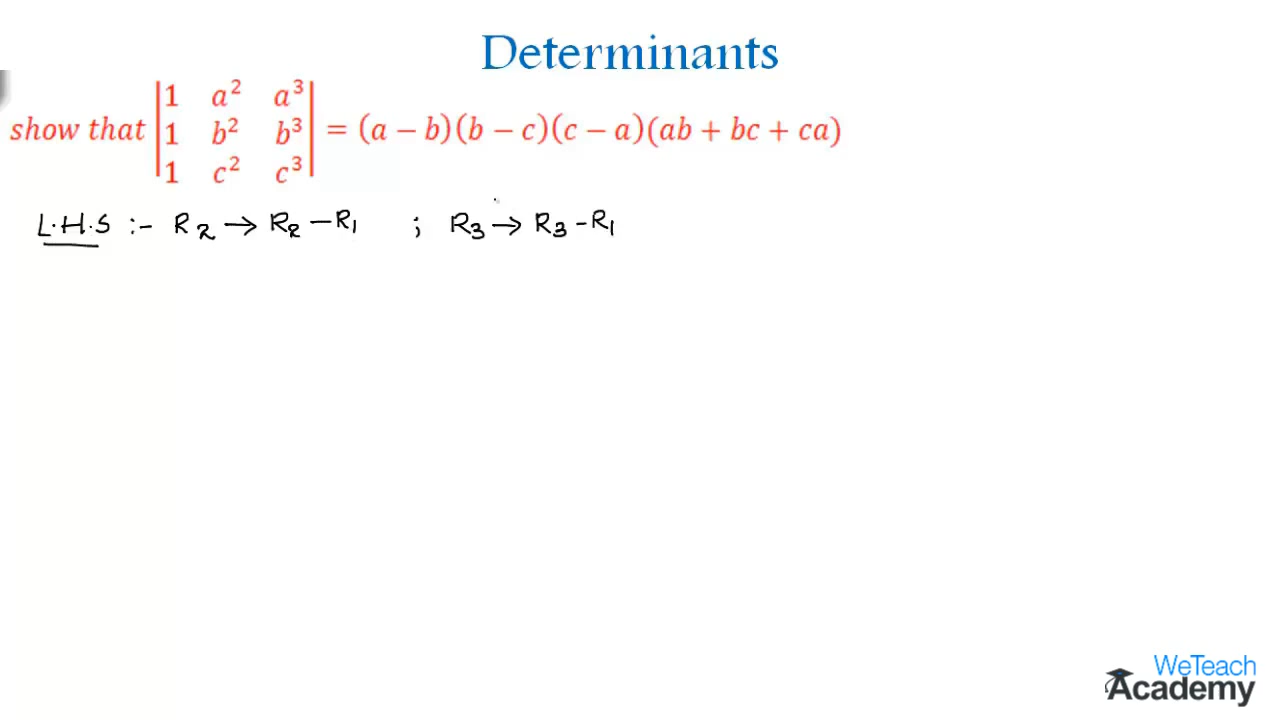 Determinants
show that |1 a² a³|
|1 b² b³| = (a − b)(b − c)(c − a)(ab + bc + ca)
|1 c² c³|
L.H.S :- R₂ → R₂ − R₁ ; R₃ → R₃ − R₁
WeTeach
Academy